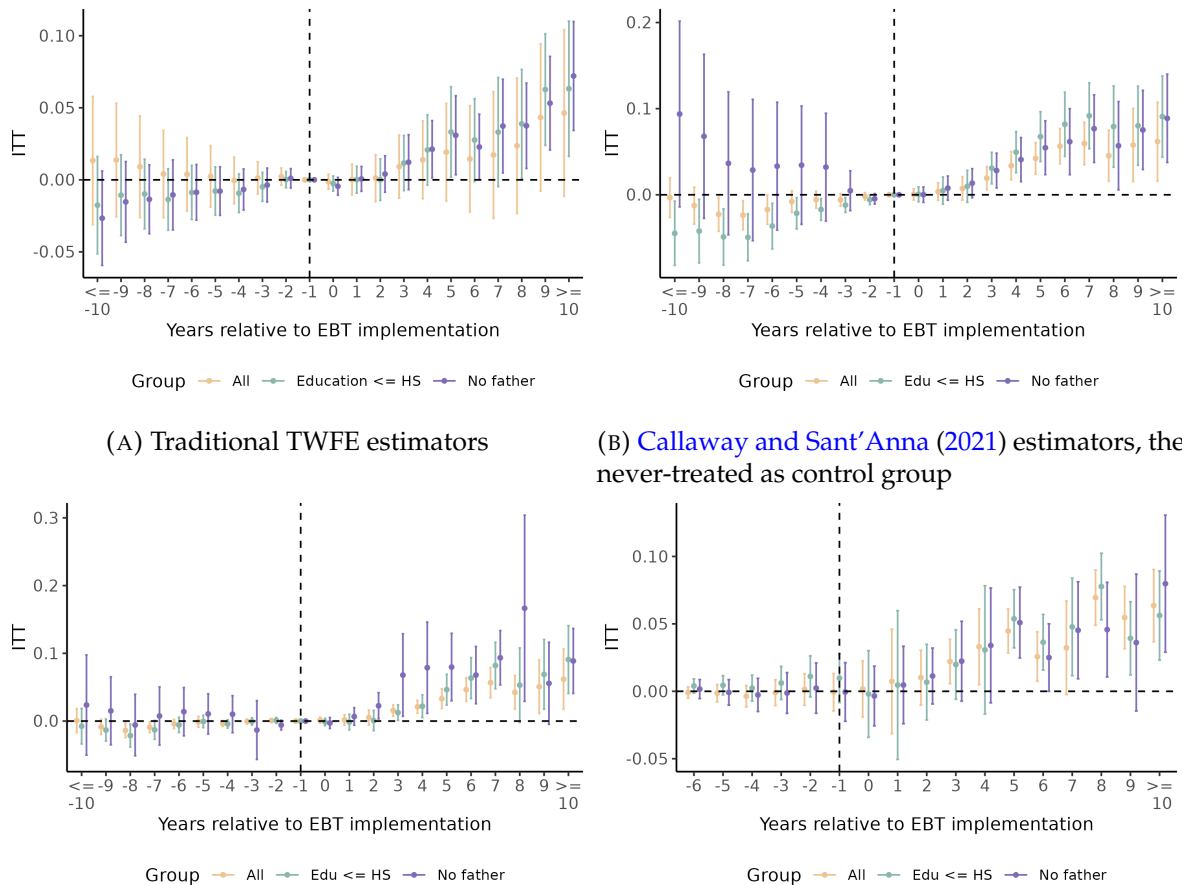 0.10
0.05
0.00
-0.05
ITT
<= -9 -8 -7 -6 -5 -4 -3 -2 -1 0 1 2 3 4 5 6 7 8 9 >=
-10 10
Years relative to EBT implementation
Group All Education <= HS No father
(A) Traditional TWFE estimators
0.2
0.1
0.0
ITT
<= -9 -8 -7 -6 -5 -4 -3 -2 -1 0 1 2 3 4 5 6 7 8 9 >=
-10 10
Years relative to EBT implementation
Group All Edu <= HS No father
(B) Callaway and Sant'Anna (2021) estimators, the
never-treated as control group
0.3
0.2
0.1
0.0
ITT
<= -9 -8 -7 -6 -5 -4 -3 -2 -1 0 1 2 3 4 5 6 7 8 9 >=
-10 10
Years relative to EBT implementation
Group All Edu <= HS No father
0.10
0.05
0.00
-0.05
ITT
-6 -5 -4 -3 -2 -1 0 1 2 3 4 5 6 7 8 9 >=
10
Years relative to EBT implementation
Group All Edu <= HS No father